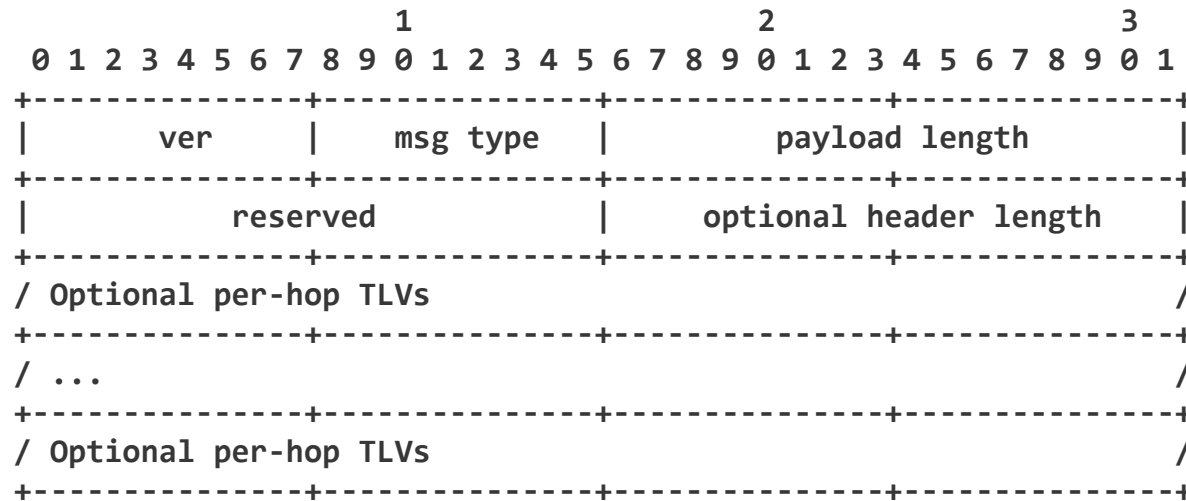 1                   2                   3
 0 1 2 3 4 5 6 7 8 9 0 1 2 3 4 5 6 7 8 9 0 1 2 3 4 5 6 7 8 9 0 1
+---------------+---------------+---------------+---------------+
|       ver     |    msg type   |         payload length        |
+---------------+---------------+---------------+---------------+
|           reserved            |     optional header length    |
+---------------+---------------+---------------+---------------+
/ Optional per-hop TLVs                                         /
+---------------+---------------+---------------+---------------+
/ ...                                                           /
+---------------+---------------+---------------+---------------+
/ Optional per-hop TLVs                                         /
+---------------+---------------+---------------+---------------+